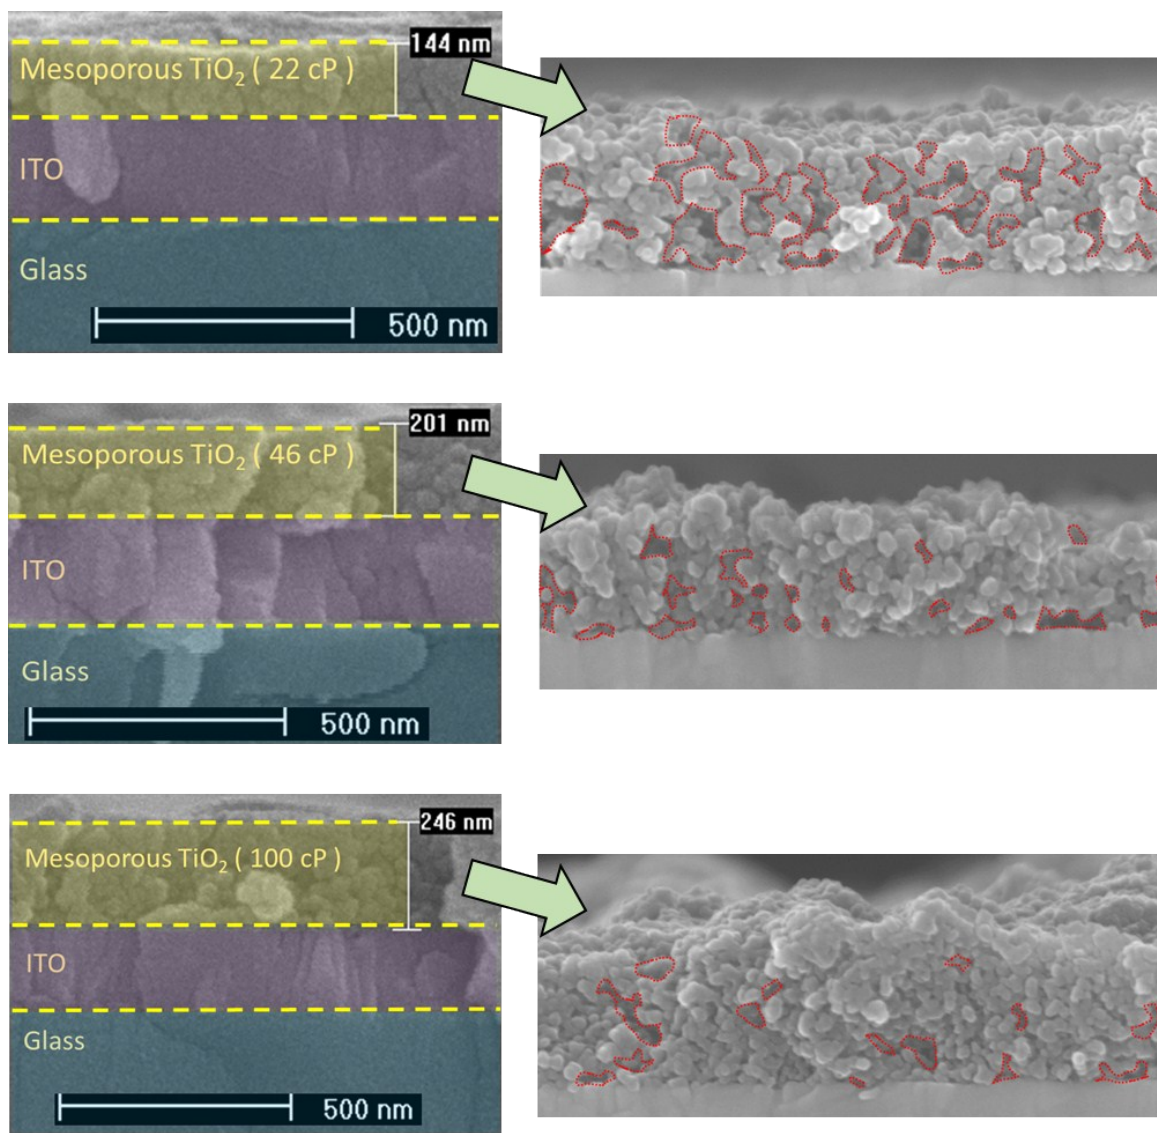 144 nm
Mesoporous TiO₂ ( 22 cP )
ITO
Glass
500 nm
201 nm
Mesoporous TiO₂ ( 46 cP )
ITO
Glass
500 nm
246 nm
Mesoporous TiO₂ ( 100 cP )
ITO
Glass
500 nm